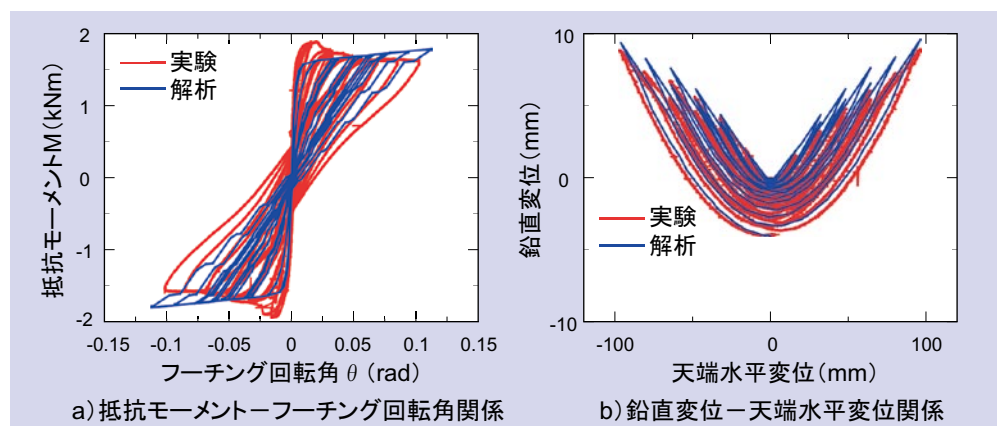 抵抗モーメントM(kNm)
2
1
0
-1
-2
実験
解析
-0.15 -0.1 -0.05 0 0.05 0.1 0.15
フーチング回転角 θ (rad)
a)抵抗モーメント－フーチング回転角関係
鉛直変位(mm)
10
0
-10
実験
解析
-100 0 100
天端水平変位(mm)
b)鉛直変位－天端水平変位関係